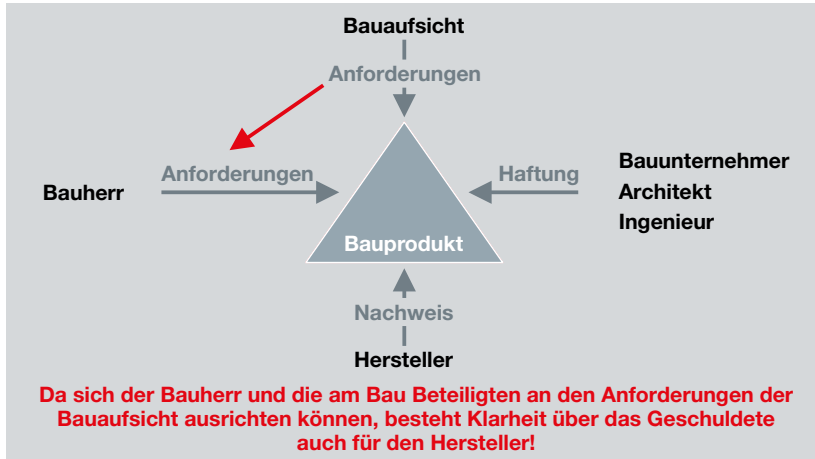 Bauaufsicht
Anforderungen
Anforderungen
Bauherr
Haftung
Bauunternehmer
Architekt
Ingenieur
Bauprodukt
Nachweis
Hersteller
Da sich der Bauherr und die am Bau Beteiligten an den Anforderungen der
Bauaufsicht ausrichten können, besteht Klarheit über das Geschuldete
auch für den Hersteller!